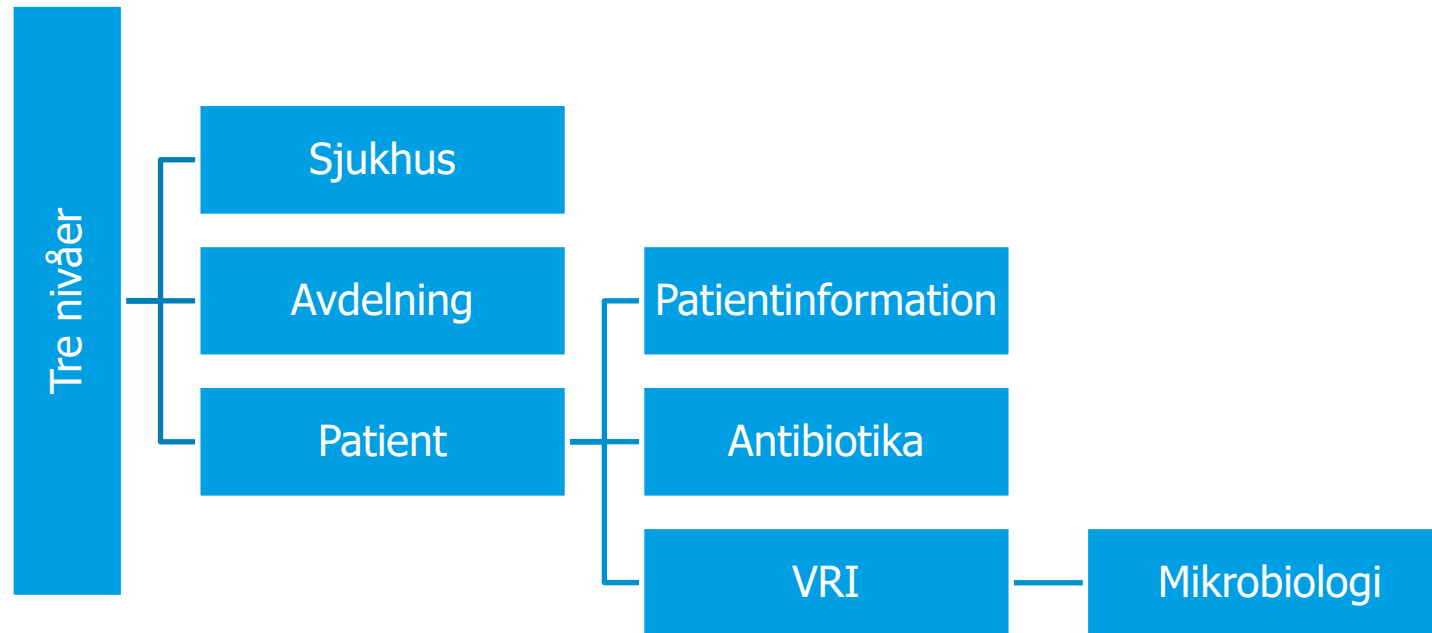 Tre nivåer
Sjukhus
Avdelning
Patient
Patientinformation
Antibiotika
VRI
Mikrobiologi